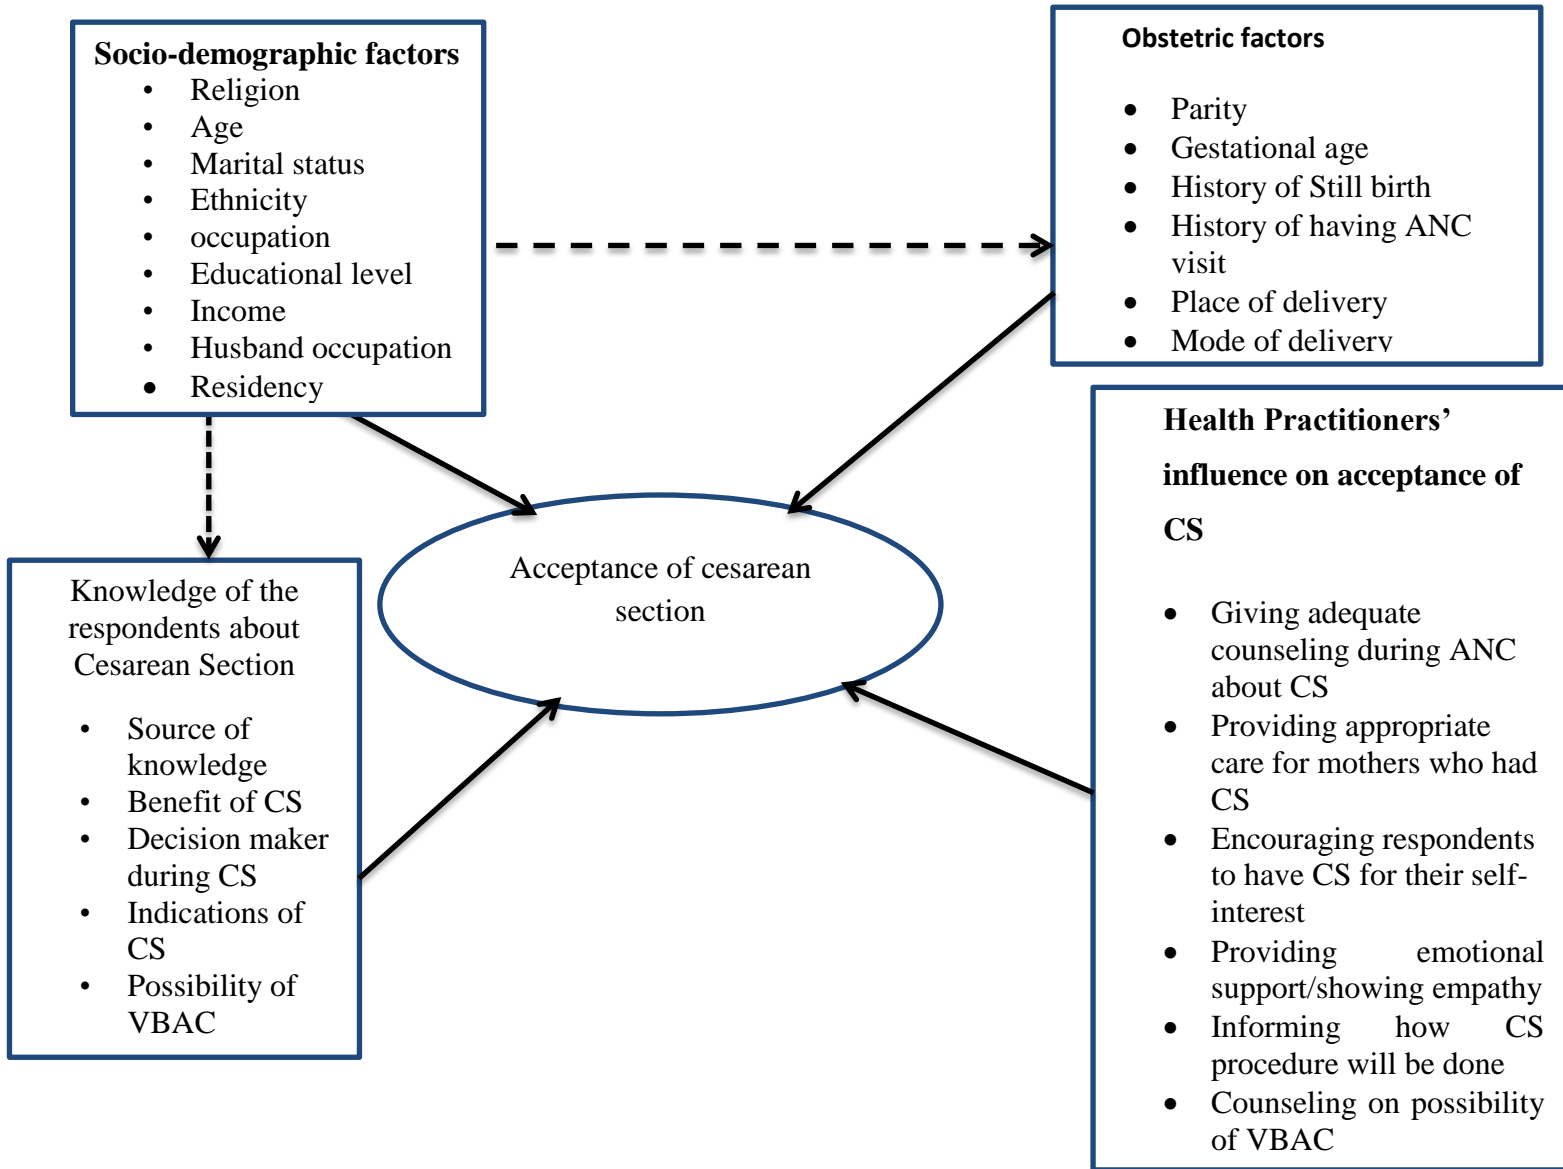 Socio-demographic factors
• Religion
• Age
• Marital status
• Ethnicity
• occupation
• Educational level
• Income
• Husband occupation
• Residency
Obstetric factors
• Parity
• Gestational age
• History of Still birth
• History of having ANC
visit
• Place of delivery
• Mode of delivery
Health Practitioners’
influence on acceptance of
CS
• Giving adequate
counseling during ANC
about CS
• Providing appropriate
care for mothers who had
CS
• Encouraging respondents
to have CS for their self-
interest
• Providing emotional
support/showing empathy
• Informing how CS
procedure will be done
• Counseling on possibility
of VBAC
Acceptance of cesarean
section
Knowledge of the
respondents about
Cesarean Section
• Source of
knowledge
• Benefit of CS
• Decision maker
during CS
• Indications of
CS
• Possibility of
VBAC